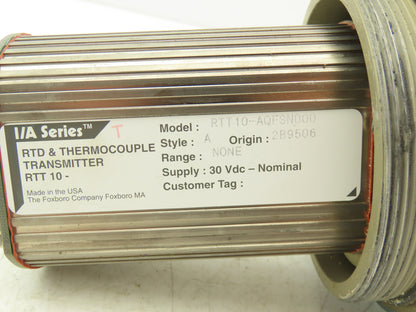 I/A Series™
T
RTD & THERMOCOUPLE
TRANSMITTER
RTT 10 -
Made in the USA
The Foxboro Company Foxboro MA
Model : RTT10-AQFSN000
Style : A Origin : 2B9506
Range : NONE
Supply : 30 Vdc – Nominal
Customer Tag :